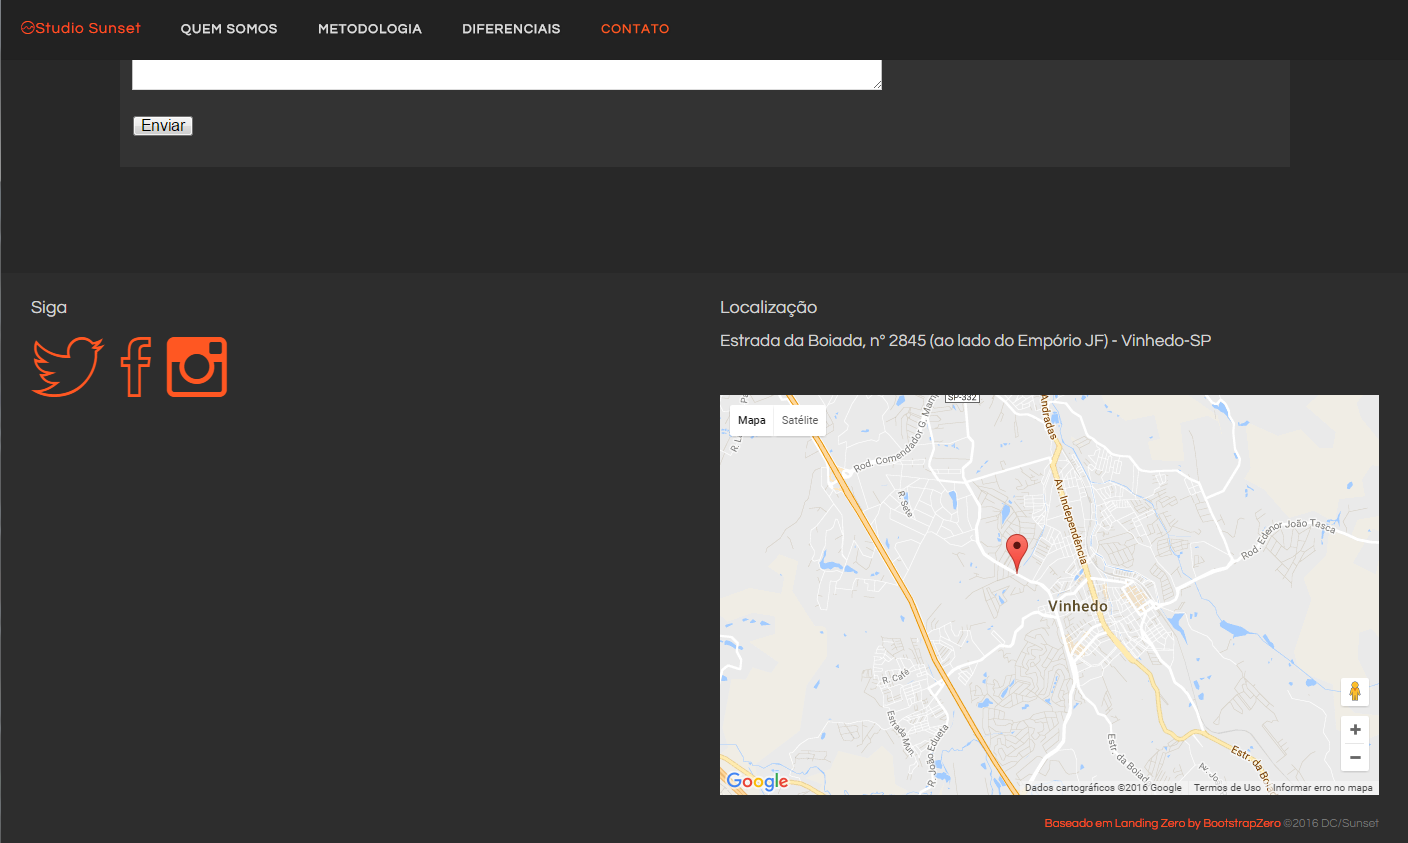 Studio Sunset QUEM SOMOS METODOLOGIA DIFERENCIAIS CONTATO
Enviar
Siga
Localização
Estrada da Boiada, nº 2845 (ao lado do Empório JF) - Vinhedo-SP
Mapa Satélite
SP-332
Andradas
Rod. Comendador G. Mam
R. Sete
Av. Independência
Rod. Edenor João Tasca
Vinhedo
R. Café
Estrada Mun.
João Edueta
Estr. da Boiad
Av. Jo
Estr. da Bo
Google
Dados cartográficos ©2016 Google Termos de Uso Informar erro no mapa
Baseado em Landing Zero by BootstrapZero ©2016 DC/Sunset